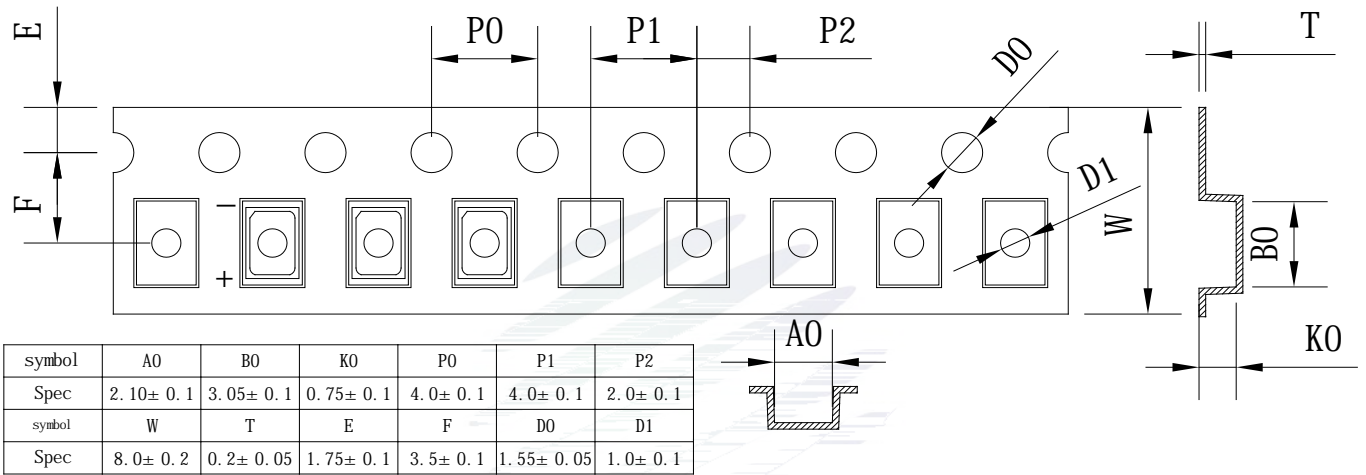 E
P0
P1
P2
D0
T
F
D1
W
B0
−
+
A0
K0
symbol A0 B0 K0 P0 P1 P2
Spec 2.10± 0.1 3.05± 0.1 0.75± 0.1 4.0± 0.1 4.0± 0.1 2.0± 0.1
symbol W T E F D0 D1
Spec 8.0± 0.2 0.2± 0.05 1.75± 0.1 3.5± 0.1 1.55± 0.05 1.0± 0.1